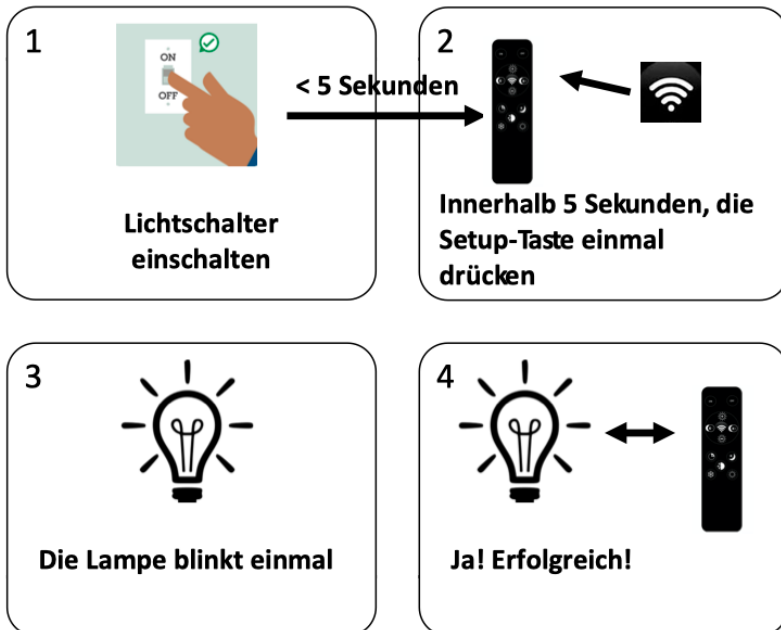 1
ON
OFF
Lichtschalter
einschalten
< 5 Sekunden
2
Innerhalb 5 Sekunden, die
Setup-Taste einmal
drücken
3
Die Lampe blinkt einmal
4
Ja! Erfolgreich!